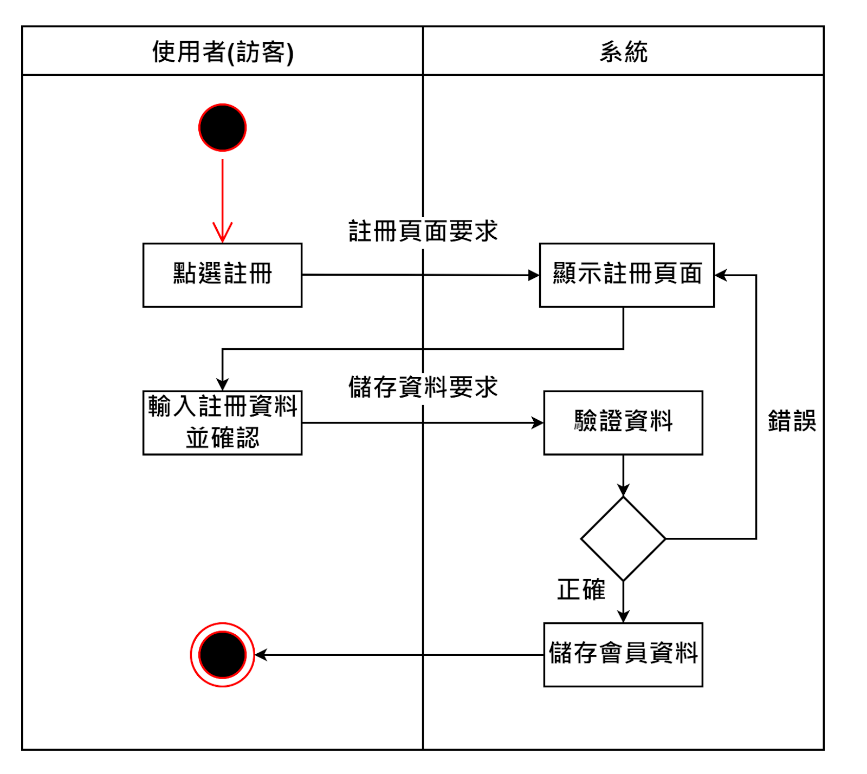 使用者(訪客)
系統
註冊頁面要求
點選註冊
顯示註冊頁面
儲存資料要求
輸入註冊資料
並確認
驗證資料
錯誤
正確
儲存會員資料